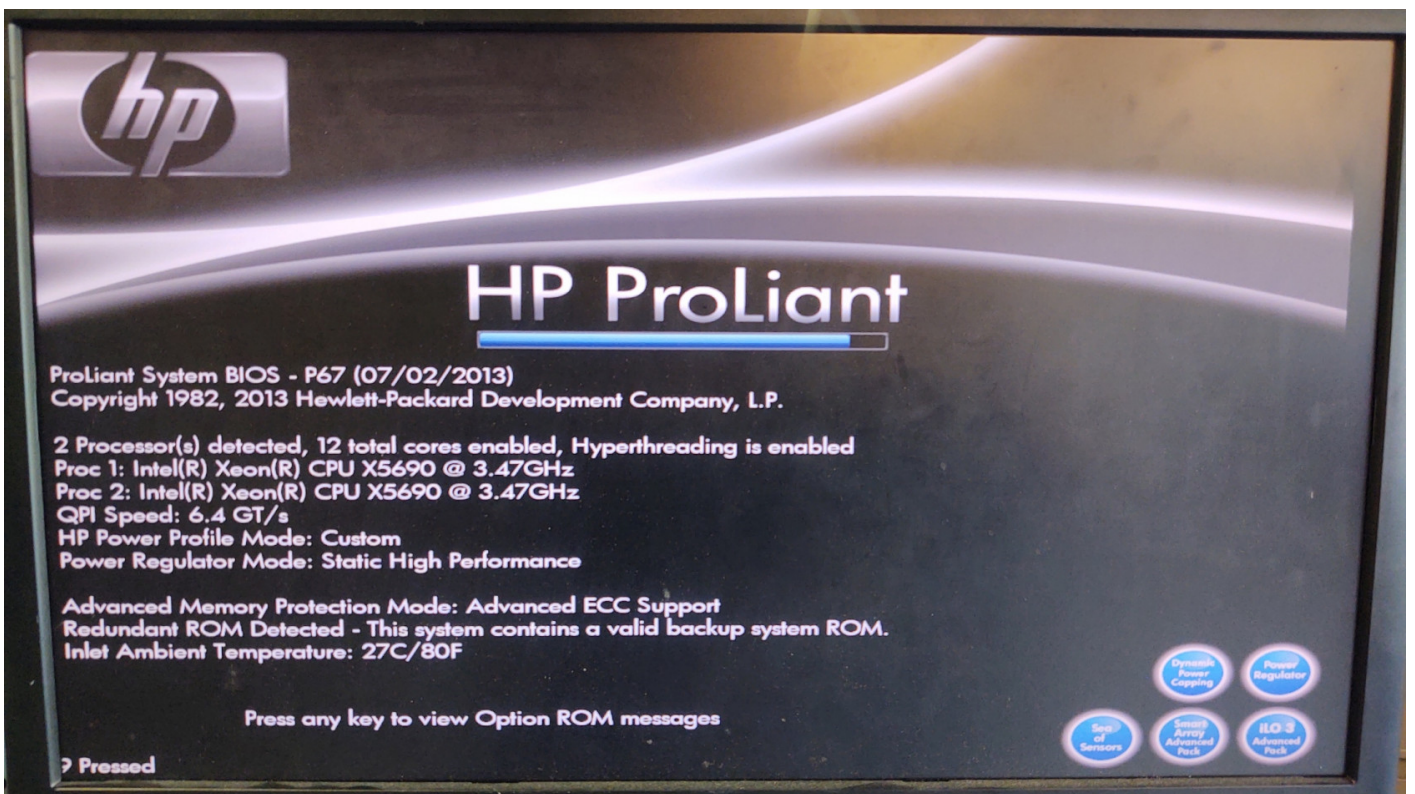 hp
HP ProLiant
ProLiant System BIOS - P67 (07/02/2013)
Copyright 1982, 2013 Hewlett-Packard Development Company, L.P.
2 Processor(s) detected, 12 total cores enabled, Hyperthreading is enabled
Proc 1: Intel(R) Xeon(R) CPU X5690 @ 3.47GHz
Proc 2: Intel(R) Xeon(R) CPU X5690 @ 3.47GHz
QPI Speed: 6.4 GT/s
HP Power Profile Mode: Custom
Power Regulator Mode: Static High Performance
Advanced Memory Protection Mode: Advanced ECC Support
Redundant ROM Detected - This system contains a valid backup system ROM.
Inlet Ambient Temperature: 27C/80F
Dynamic
Power
Capping
Power
Regulator
Press any key to view Option ROM messages
Sea
of
Sensors
Smart
Array
Advanced
Pack
iLO 3
Advanced
Pack
Pressed